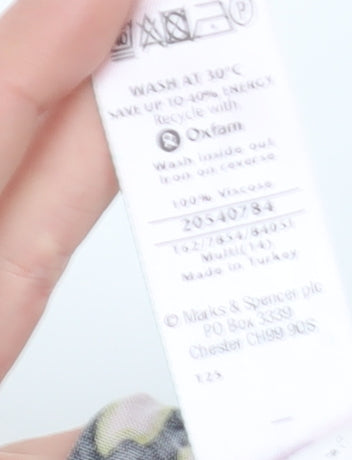 WASH AT 30°C
SAVE UP TO 40% ENERGY
Recycle with
Oxfam
Wash inside out
Iron on reverse
100% Viscose
20540784
Multi(14)
Made in Turkey
© Marks & Spencer plc
PO Box 3339
Chester CH99 9QS